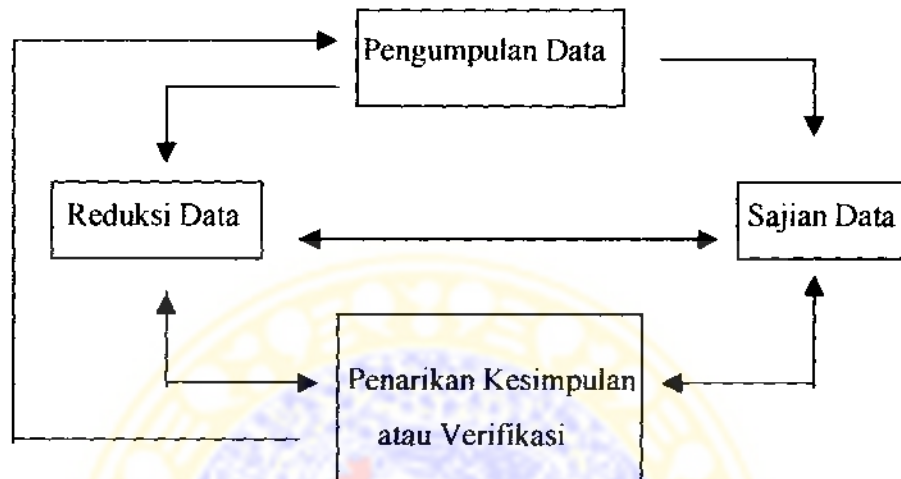 Pengumpulan Data
Reduksi Data
Sajian Data
Penarikan Kesimpulan
atau Verifikasi